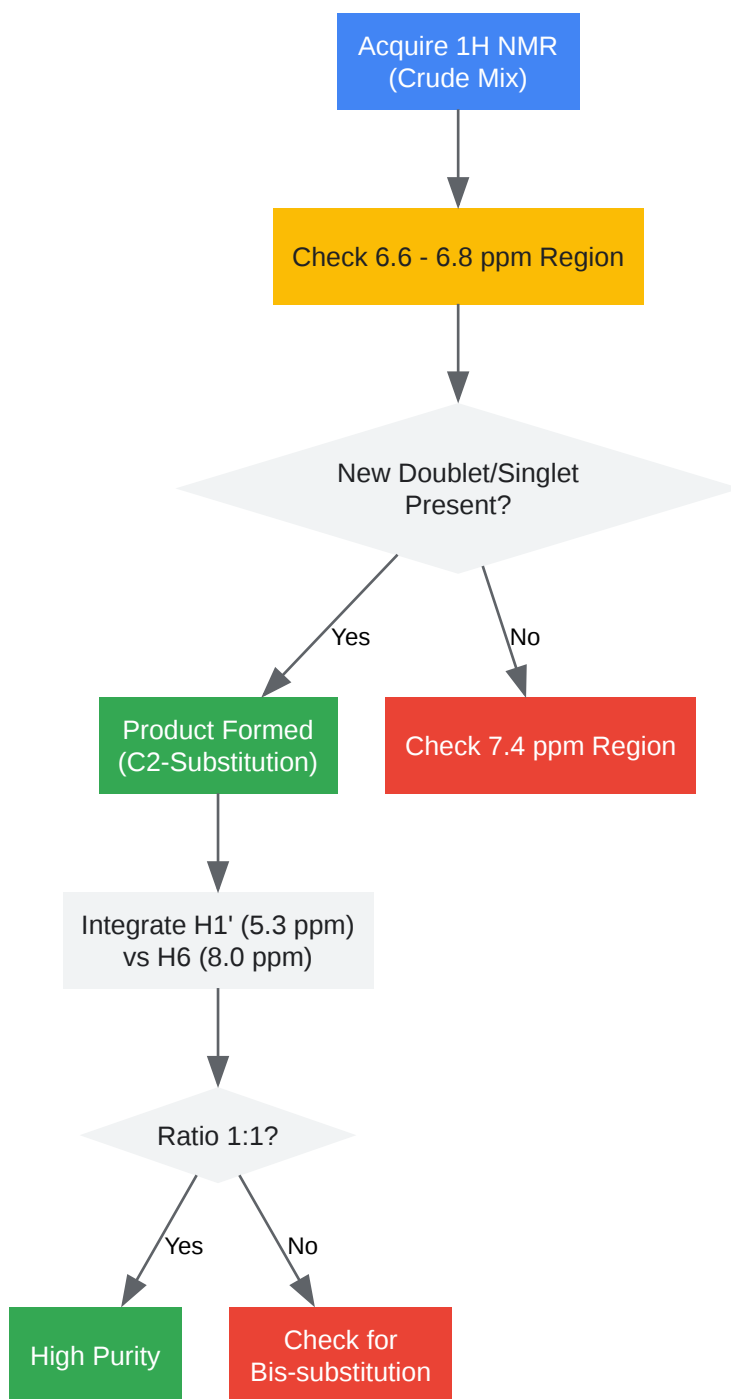 Acquire 1H NMR
(Crude Mix)
Check 6.6 - 6.8 ppm Region
New Doublet/Singlet
Present?
Yes
No
Product Formed
(C2-Substitution)
Check 7.4 ppm Region
Integrate H1' (5.3 ppm)
vs H6 (8.0 ppm)
Ratio 1:1?
Yes
No
High Purity
Check for
Bis-substitution